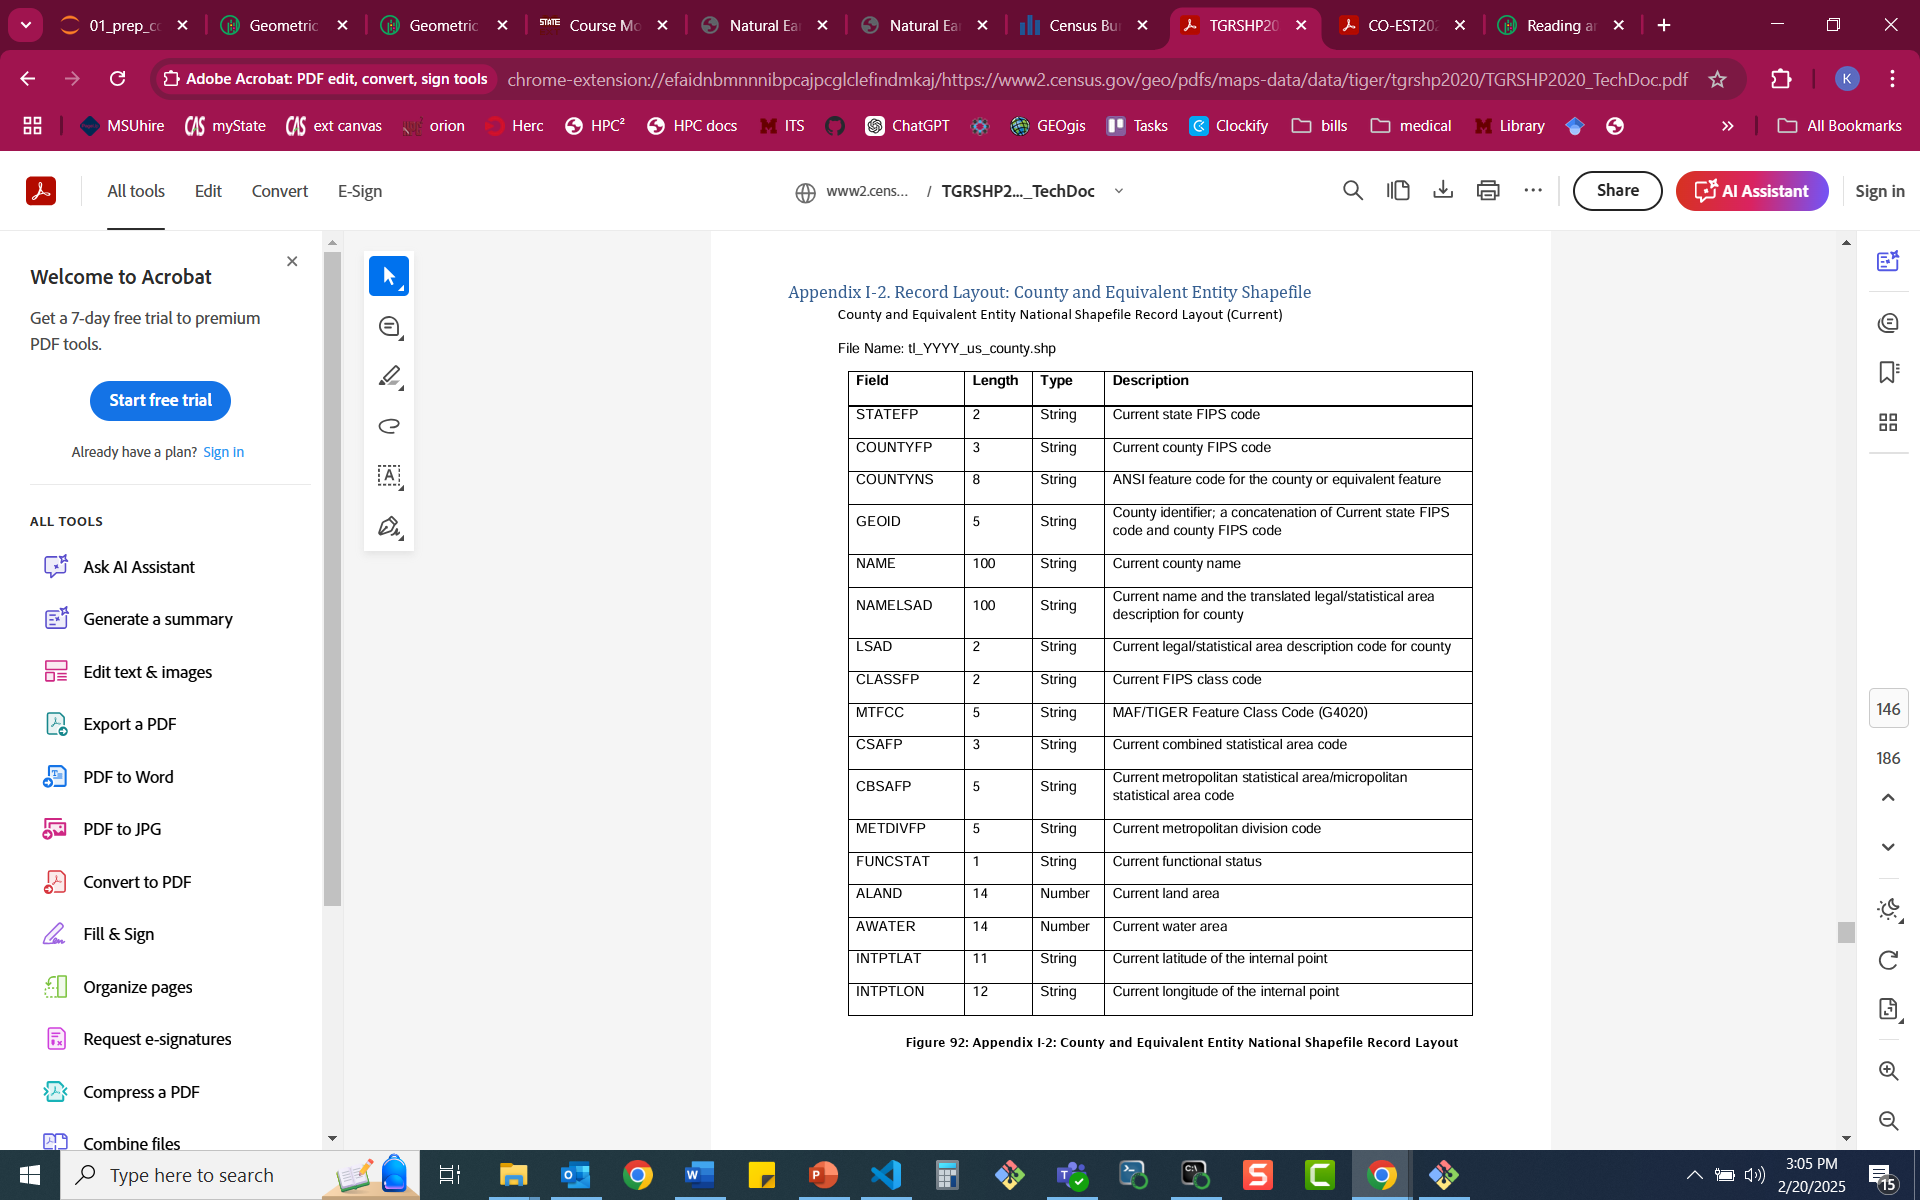 01_prep_co
Geometric
Geometric
STATE
Course Mo
Natural Ear
Natural Ear
Census Bur
TGRSHP20
CO-EST202
Reading an
Adobe Acrobat: PDF edit, convert, sign tools
chrome-extension://efaidnbmnnnibpcajpcglclefindmkaj/https://www2.census.gov/geo/pdfs/maps-data/data/tiger/tgrshp2020/TGRSHP2020_TechDoc.pdf
K
MSUhire
myState
ext canvas
orion
Herc
HPC²
HPC docs
ITS
ChatGPT
GEOgis
Tasks
Clockify
bills
medical
Library
All Bookmarks
All tools
Edit
Convert
E-Sign
www2.cens... / TGRSHP2..._TechDoc
Share
AI Assistant
Sign in
Welcome to Acrobat
Get a 7-day free trial to premium
PDF tools.
Start free trial
Already have a plan? Sign in
ALL TOOLS
Ask AI Assistant
Generate a summary
Edit text & images
Export a PDF
PDF to Word
PDF to JPG
Convert to PDF
Fill & Sign
Organize pages
Request e-signatures
Compress a PDF
Combine files
Appendix I-2. Record Layout: County and Equivalent Entity Shapefile
County and Equivalent Entity National Shapefile Record Layout (Current)
File Name: tl_YYYY_us_county.shp
Field Length Type Description
STATEFP 2 String Current state FIPS code
COUNTYFP 3 String Current county FIPS code
COUNTYNS 8 String ANSI feature code for the county or equivalent feature
GEOID 5 String County identifier; a concatenation of Current state FIPS
code and county FIPS code
NAME 100 String Current county name
NAMELSAD 100 String Current name and the translated legal/statistical area
description for county
LSAD 2 String Current legal/statistical area description code for county
CLASSFP 2 String Current FIPS class code
MTFCC 5 String MAF/TIGER Feature Class Code (G4020)
CSAFP 3 String Current combined statistical area code
CBSAFP 5 String Current metropolitan statistical area/micropolitan
statistical area code
METDIVFP 5 String Current metropolitan division code
FUNCSTAT 1 String Current functional status
ALAND 14 Number Current land area
AWATER 14 Number Current water area
INTPTLAT 11 String Current latitude of the internal point
INTPTLON 12 String Current longitude of the internal point
Figure 92: Appendix I-2: County and Equivalent Entity National Shapefile Record Layout
146
186
Type here to search
3:05 PM
2/20/2025
15